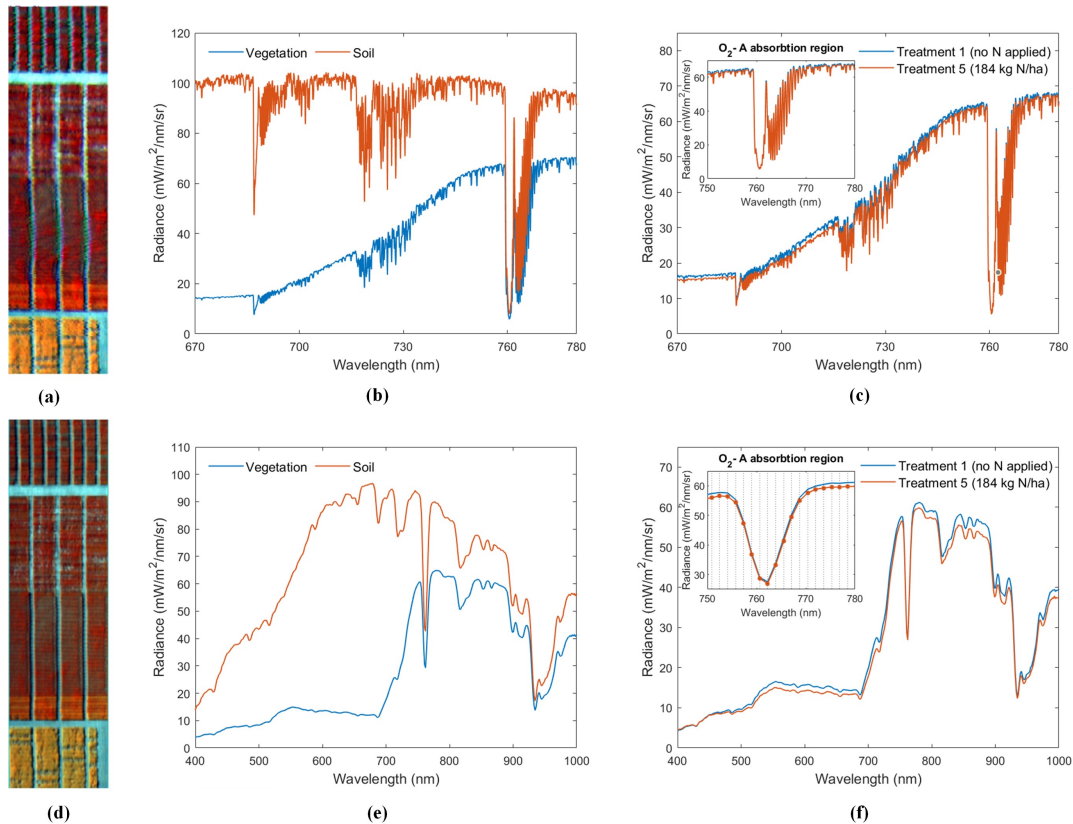 (a)
120
100
80
60
40
20
0
Radiance (mW/m²/nm/sr)
Vegetation
Soil
670
700
730
760
780
Wavelength (nm)
(b)
85
80
70
60
50
40
30
20
10
0
Radiance (mW/m²/nm/sr)
Treatment 1 (no N applied)
Treatment 5 (184 kg N/ha)
O₂- A absorbtion region
60
40
20
0
Radiance (mW/m²/nm/sr)
750
760
770
780
Wavelength (nm)
670
700
730
760
780
Wavelength (nm)
(c)
(d)
110
100
90
80
70
60
50
40
30
20
10
0
Radiance (mW/m²/nm/sr)
Vegetation
Soil
400
500
600
700
800
900
1000
Wavelength (nm)
(e)
75
70
60
50
40
30
20
10
0
Radiance (mW/m²/nm/sr)
Treatment 1 (no N applied)
Treatment 5 (184 kg N/ha)
O₂- A absorbtion region
60
50
40
30
Radiance (mW/m²/nm/sr)
750
760
770
780
Wavelength (nm)
400
500
600
700
800
900
1000
Wavelength (nm)
(f)